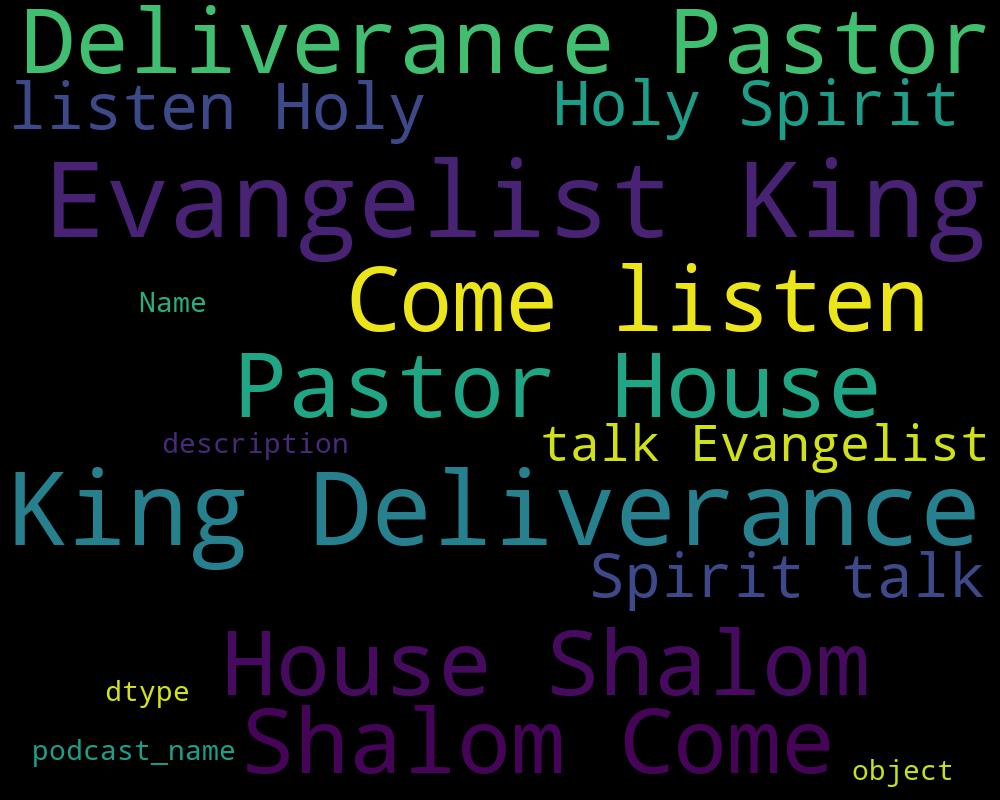 Deliverance Pastor
listen Holy Holy Spirit
Evangelist King
Name Come listen
Pastor House
description talk Evangelist
King Deliverance
Spirit talk
House Shalom
dtype
Shalom Come
podcast_name
object